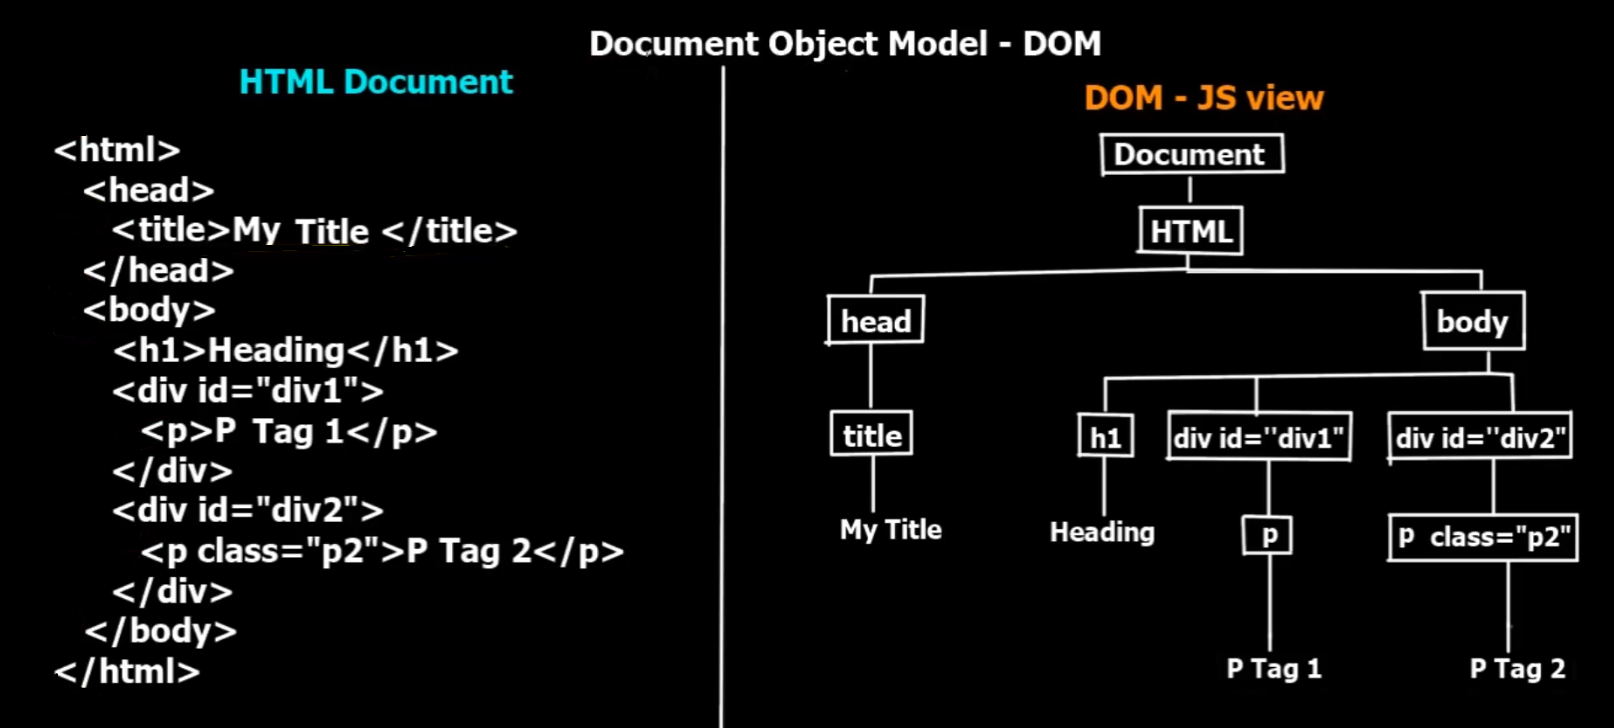 Document Object Model - DOM
HTML Document
<html>
<head>
<title>My Title </title>
</head>
<body>
<h1>Heading</h1>
<div id="div1">
<p>P Tag 1</p>
</div>
<div id="div2">
<p class="p2">P Tag 2</p>
</div>
</body>
</html>
DOM - JS view
Document
HTML
head
body
title
h1
div id="div1"
div id="div2"
My Title
Heading
p
p class="p2"
P Tag 1
P Tag 2